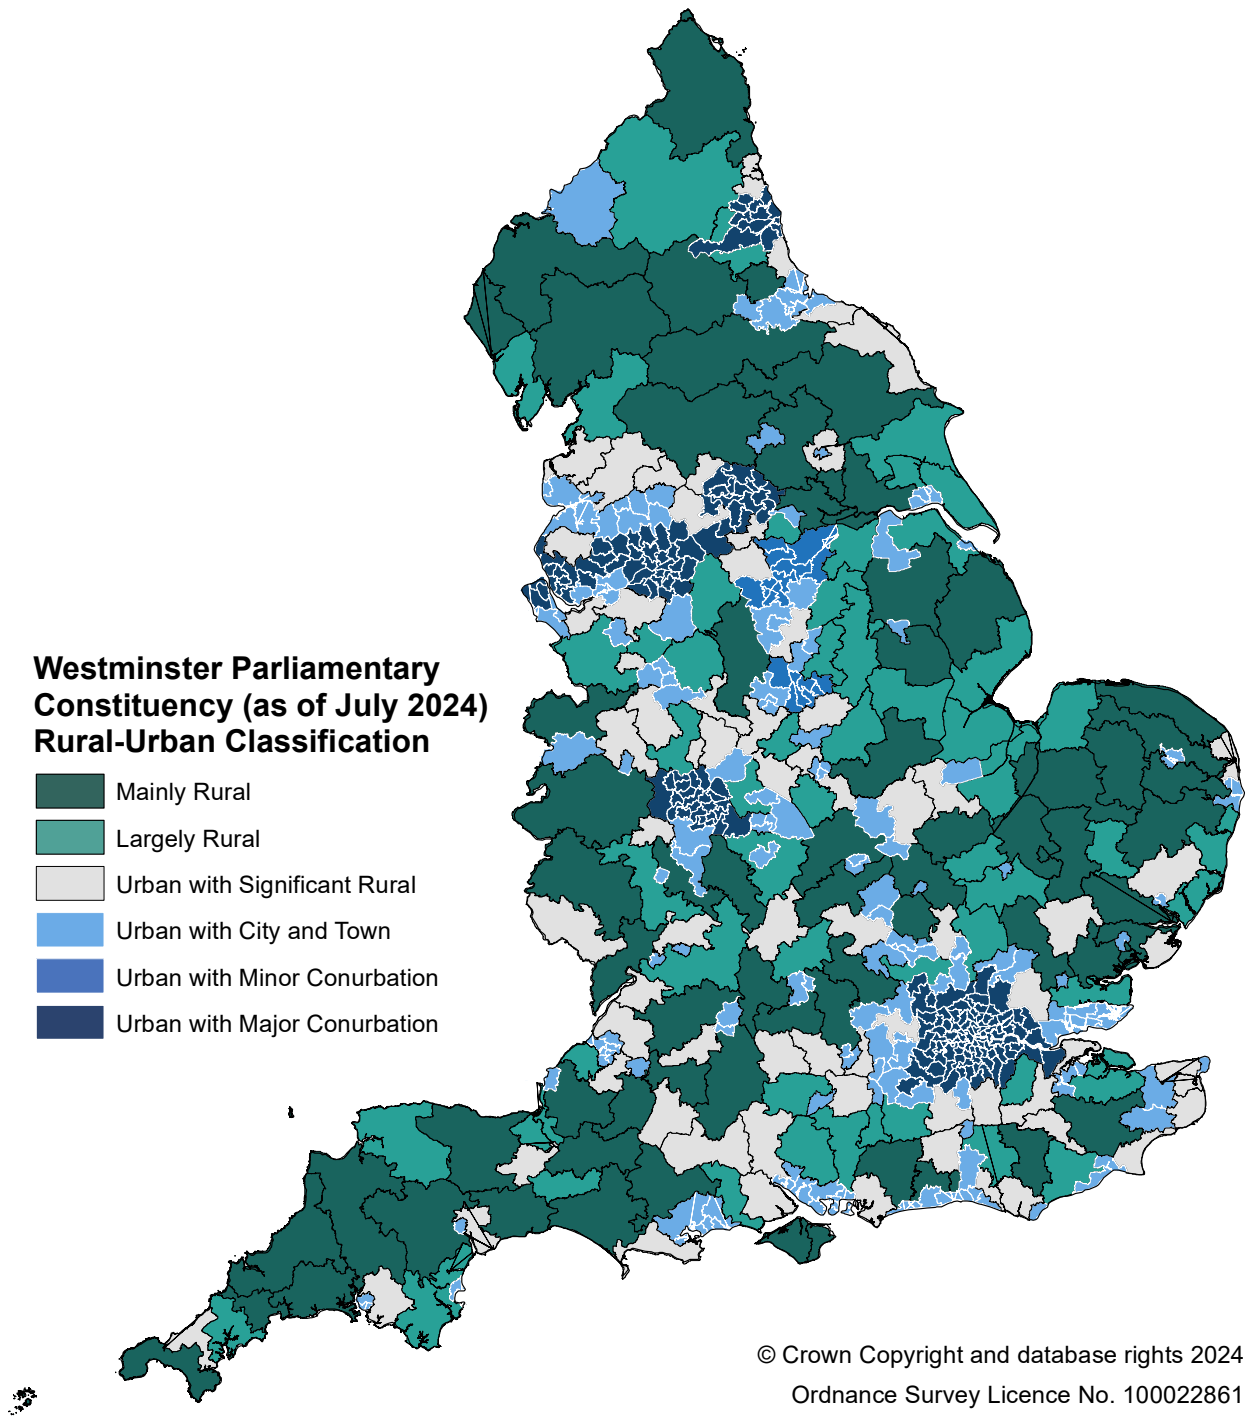 Westminster Parliamentary
Constituency (as of July 2024)
Rural-Urban Classification
Mainly Rural
Largely Rural
Urban with Significant Rural
Urban with City and Town
Urban with Minor Conurbation
Urban with Major Conurbation
© Crown Copyright and database rights 2024
Ordnance Survey Licence No. 100022861